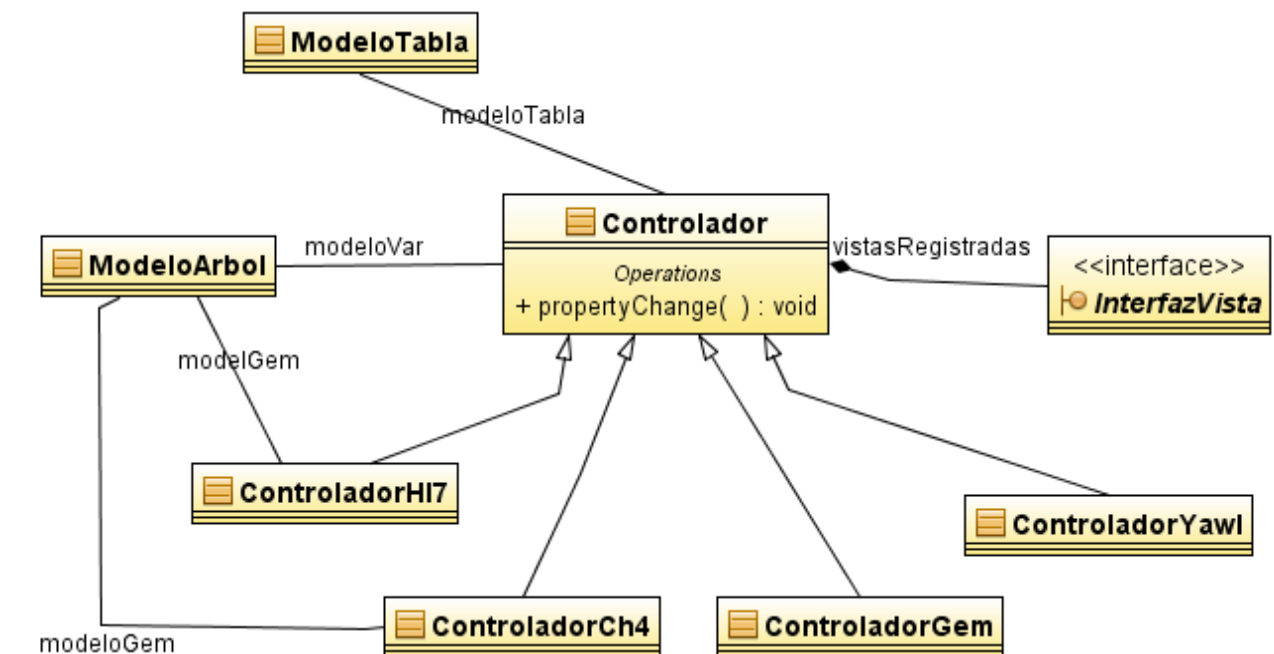 ModeloTabla
modeloTabla
Controlador
Operations
+ propertyChange( ) : void
vistasRegistradas
<<interface>>
InterfazVista
modeloVar
ModeloArbol
modelGem
ControladorHl7
ControladorYawl
ControladorCh4
ControladorGem
modeloGem